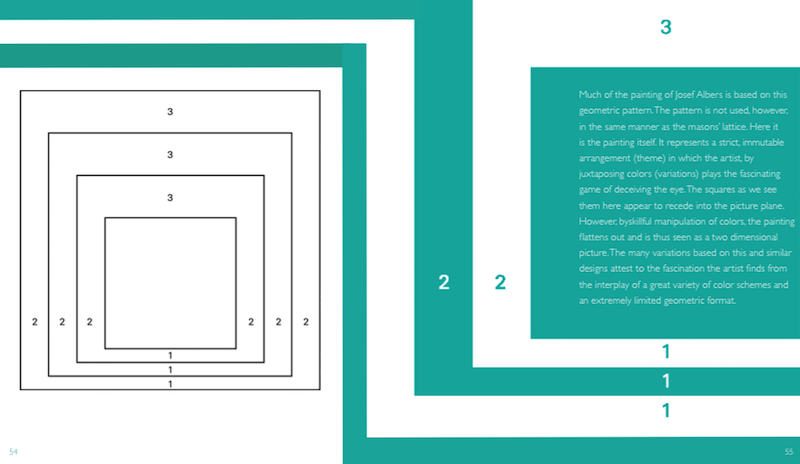 3
3
3
2 2 2 2 2 2
1
1
1
54
3
Much of the painting of Josef Albers is based on this
geometric pattern. The pattern is not used, however,
in the same manner as the masons' lattice. Here it
is the painting itself. It represents a strict, immutable
arrangement (theme) in which the artist, by
juxtaposing colors (variations) plays the fascinating
game of deceiving the eye. The squares as we see
them here appear to recede into the picture plane.
However, byskillful manipulation of colors, the painting
flattens out and is thus seen as a two dimensional
picture. The many variations based on this and similar
designs attest to the fascination the artist finds from
the interplay of a great variety of color schemes and
an extremely limited geometric format.
2 2
1
1
1
55